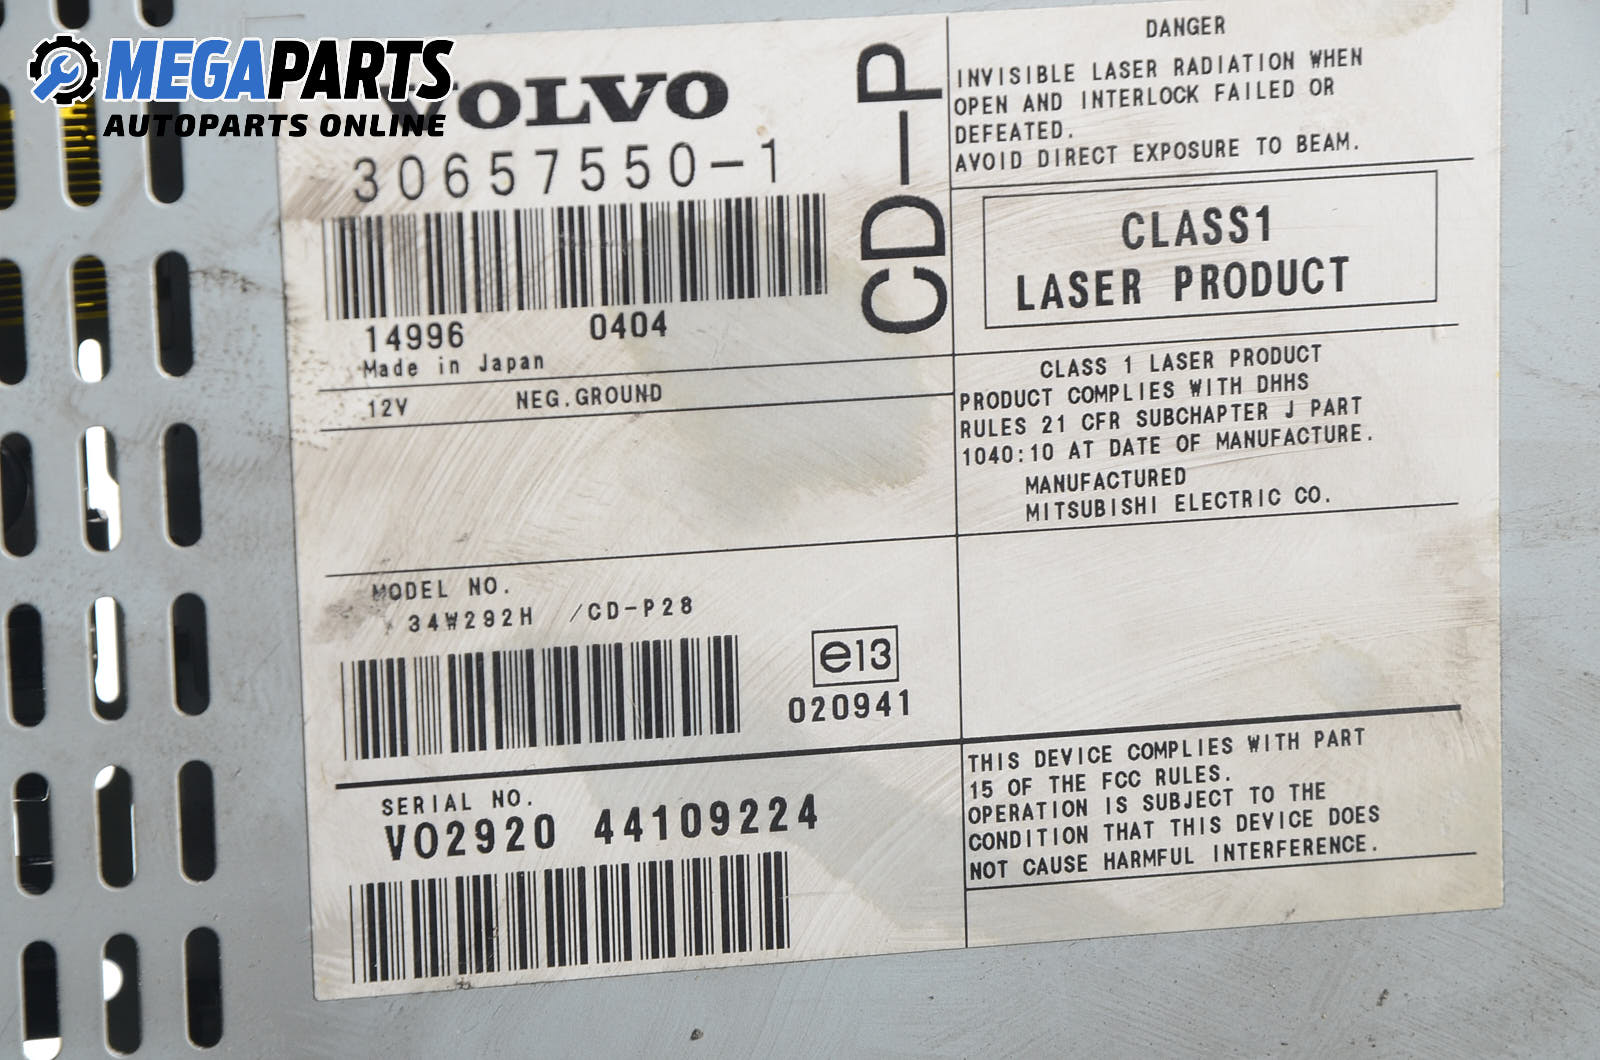 MEGAPARTS
AUTOPARTS ONLINE
VOLVO
30657550-1
14996 0404
Made in Japan
12V NEG.GROUND
CD-P
DANGER
INVISIBLE LASER RADIATION WHEN
OPEN AND INTERLOCK FAILED OR
DEFEATED.
AVOID DIRECT EXPOSURE TO BEAM.
CLASS1
LASER PRODUCT
CLASS 1 LASER PRODUCT
PRODUCT COMPLIES WITH DHHS
RULES 21 CFR SUBCHAPTER J PART
1040:10 AT DATE OF MANUFACTURE.
MANUFACTURED
MITSUBISHI ELECTRIC CO.
MODEL NO.
34W292H /CD-P28
e13
020941
SERIAL NO.
VO2920 44109224
THIS DEVICE COMPLIES WITH PART
15 OF THE FCC RULES.
OPERATION IS SUBJECT TO THE
CONDITION THAT THIS DEVICE DOES
NOT CAUSE HARMFUL INTERFERENCE.